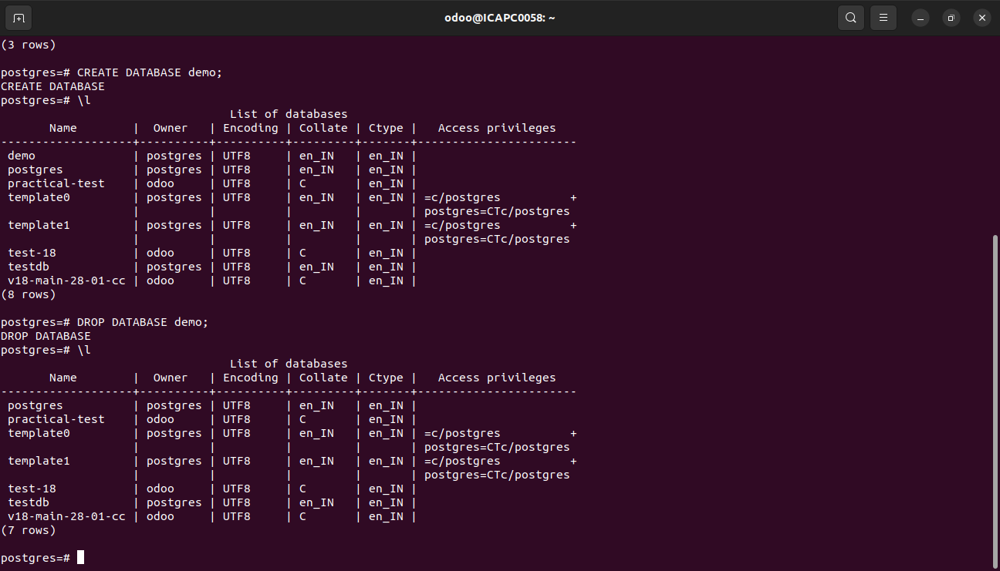 odoo@ICAPC0058: ~
(3 rows)
postgres=# CREATE DATABASE demo;
CREATE DATABASE
postgres=# \l
                                 List of databases
       Name        |  Owner   | Encoding | Collate | Ctype |   Access privileges
-------------------+----------+----------+---------+-------+-----------------------
 demo              | postgres | UTF8     | en_IN   | en_IN |
 postgres          | postgres | UTF8     | en_IN   | en_IN |
 practical-test    | odoo     | UTF8     | C       | en_IN |
 template0         | postgres | UTF8     | en_IN   | en_IN | =c/postgres          +
                   |          |          |         |       | postgres=CTc/postgres
 template1         | postgres | UTF8     | en_IN   | en_IN | =c/postgres          +
                   |          |          |         |       | postgres=CTc/postgres
 test-18           | odoo     | UTF8     | C       | en_IN |
 testdb            | postgres | UTF8     | en_IN   | en_IN |
 v18-main-28-01-cc | odoo     | UTF8     | C       | en_IN |
(8 rows)
postgres=# DROP DATABASE demo;
DROP DATABASE
postgres=# \l
                                 List of databases
       Name        |  Owner   | Encoding | Collate | Ctype |   Access privileges
-------------------+----------+----------+---------+-------+-----------------------
 postgres          | postgres | UTF8     | en_IN   | en_IN |
 practical-test    | odoo     | UTF8     | C       | en_IN |
 template0         | postgres | UTF8     | en_IN   | en_IN | =c/postgres          +
                   |          |          |         |       | postgres=CTc/postgres
 template1         | postgres | UTF8     | en_IN   | en_IN | =c/postgres          +
                   |          |          |         |       | postgres=CTc/postgres
 test-18           | odoo     | UTF8     | C       | en_IN |
 testdb            | postgres | UTF8     | en_IN   | en_IN |
 v18-main-28-01-cc | odoo     | UTF8     | C       | en_IN |
(7 rows)
postgres=#